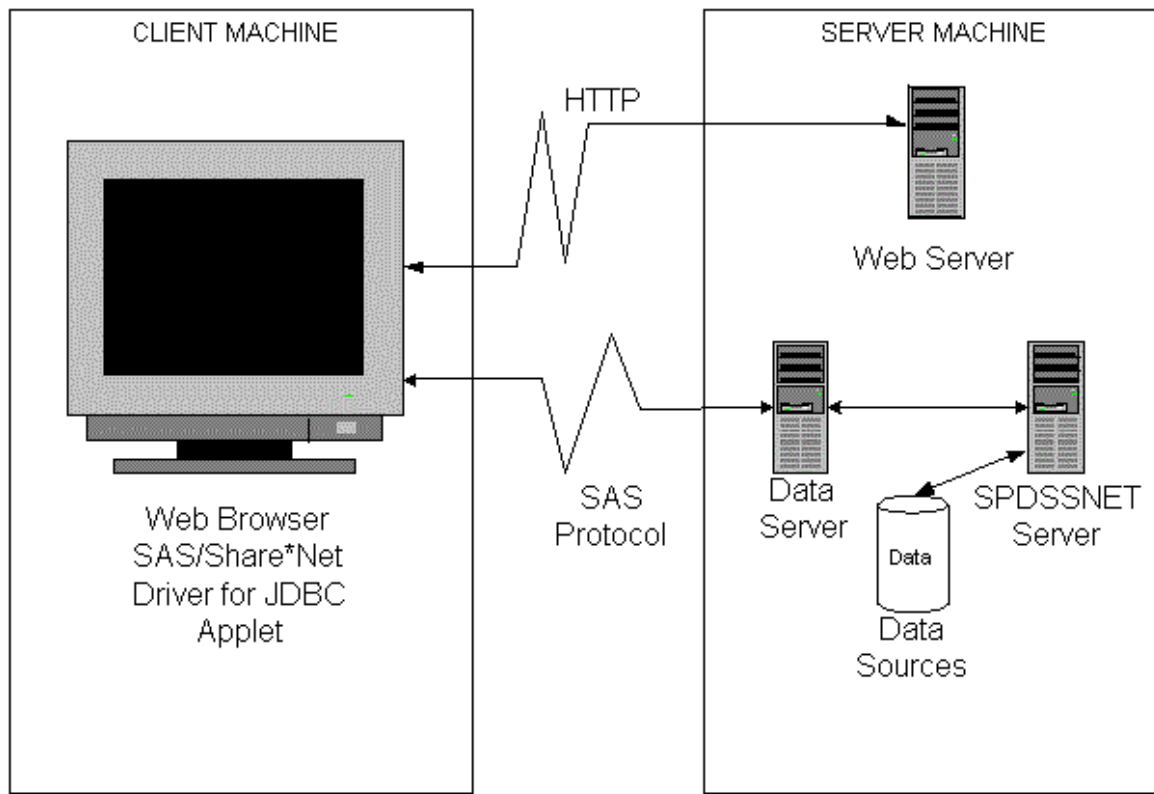 CLIENT MACHINE
SERVER MACHINE
HTTP
Web Server
SAS
Protocol
Data
Server
SPDSSNET
Server
Data
Data
Sources
Web Browser
SAS/Share*Net
Driver for JDBC
Applet